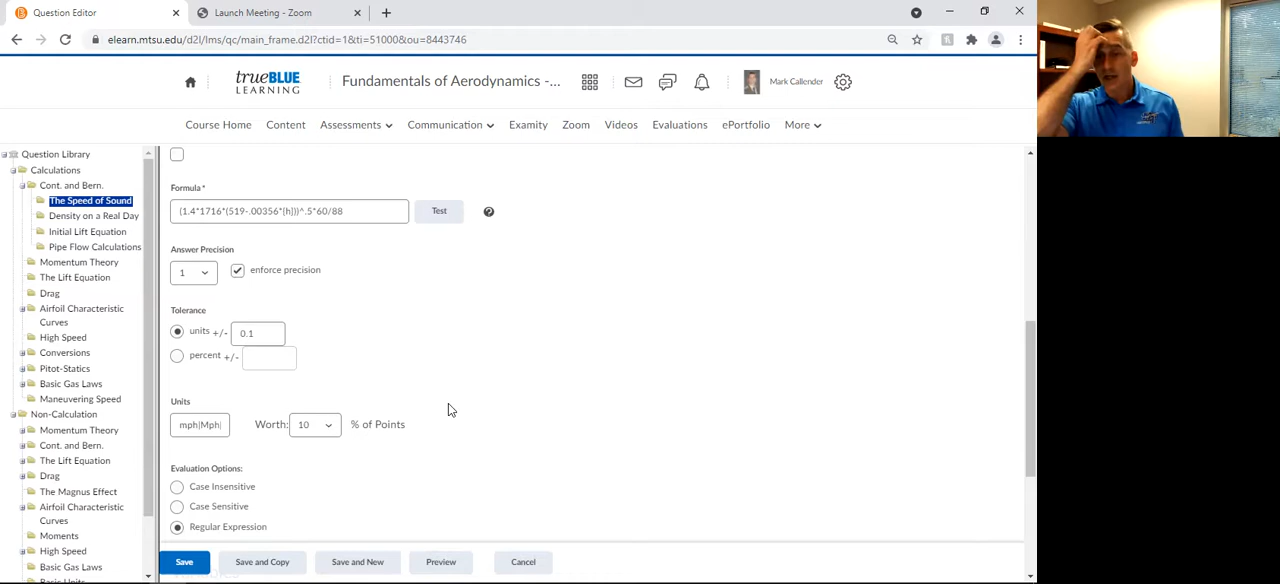 Question Editor
Launch Meeting - Zoom
elearn.mtsu.edu/d2l/lms/qc/main_frame.d2l?ctid=1&ti=51000&ou=8443746
trueBLUE
LEARNING
Fundamentals of Aerodynamics -...
Mark Callender
Course Home Content Assessments Communication Examity Zoom Videos Evaluations ePortfolio More
Question Library
Calculations
Cont. and Bern.
The Speed of Sound
Density on a Real Day
Initial Lift Equation
Pipe Flow Calculations
Momentum Theory
The Lift Equation
Drag
Airfoil Characteristic
Curves
High Speed
Conversions
Pitot-Statics
Basic Gas Laws
Maneuvering Speed
Non-Calculation
Momentum Theory
Cont. and Bern.
The Lift Equation
Drag
The Magnus Effect
Airfoil Characteristic
Curves
Moments
High Speed
Basic Gas Laws
Basic Units
Formula *
(1.4*1716*(519-.00356*{h}))^.5*60/88
Test
Answer Precision
1
enforce precision
Tolerance
units +/- 0.1
percent +/-
Units
mph|Mph|
Worth: 10 % of Points
Evaluation Options:
Case Insensitive
Case Sensitive
Regular Expression
Save Save and Copy Save and New Preview Cancel